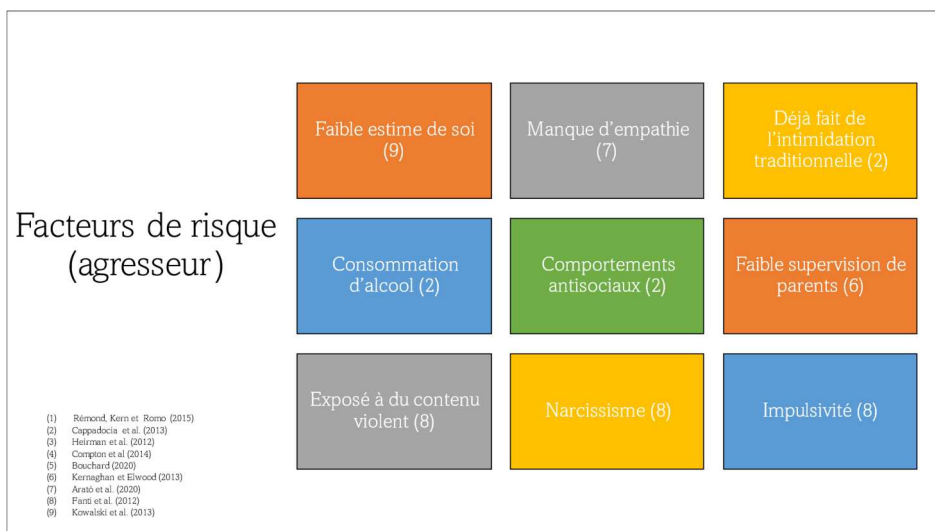 Facteurs de risque
(agresseur)
Faible estime de soi
(9)
Manque d'empathie
(7)
Déjà fait de
l'intimidation
traditionnelle (2)
Consommation
d'alcool (2)
Comportements
antisociaux (2)
Faible supervision de
parents (6)
Exposé à du contenu
violent (8)
Narcissisme (8)
Impulsivité (8)
(1) Rémond, Kern et Romo (2015)
(2) Cappadocia et al. (2013)
(3) Heirman et al. (2012)
(4) Compton et al (2014)
(5) Bouchard (2020)
(6) Kernaghan et Elwood (2013)
(7) Arató et al. (2020)
(8) Fanti et al. (2012)
(9) Kowalski et al. (2013)